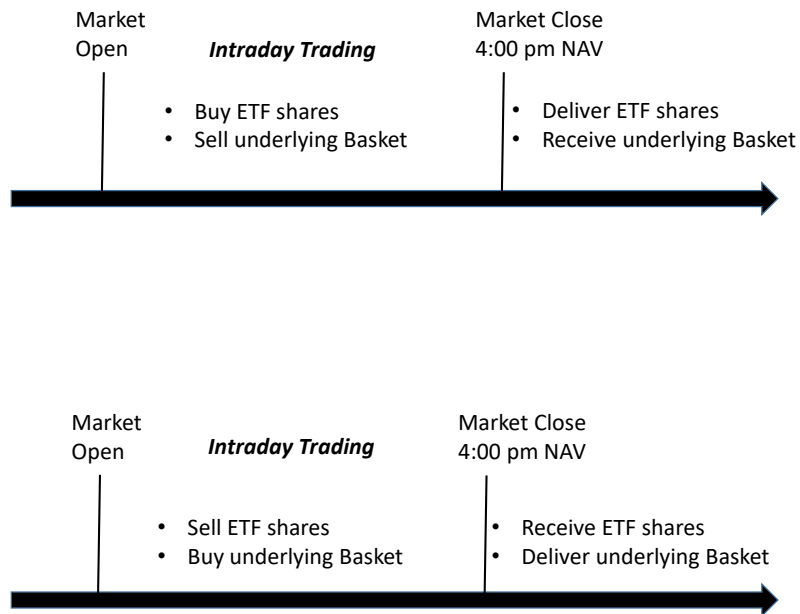 Market
Open
Intraday Trading
Market Close
4:00 pm NAV
• Buy ETF shares
• Sell underlying Basket
• Deliver ETF shares
• Receive underlying Basket
Market
Open
Intraday Trading
Market Close
4:00 pm NAV
• Sell ETF shares
• Buy underlying Basket
• Receive ETF shares
• Deliver underlying Basket